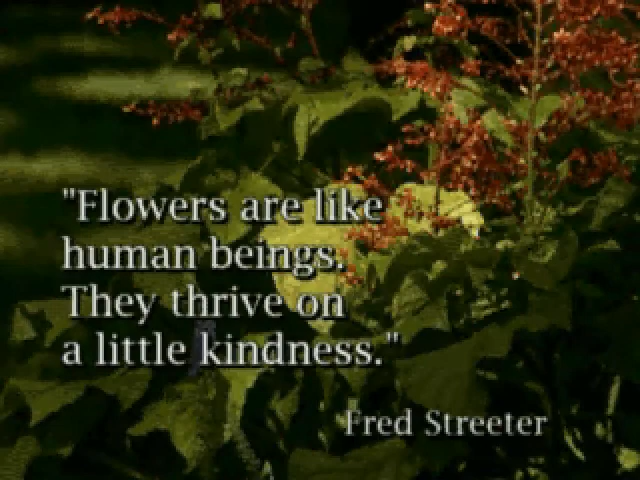 "Flowers are like
human beings.
They thrive on
a little kindness."
Fred Streeter